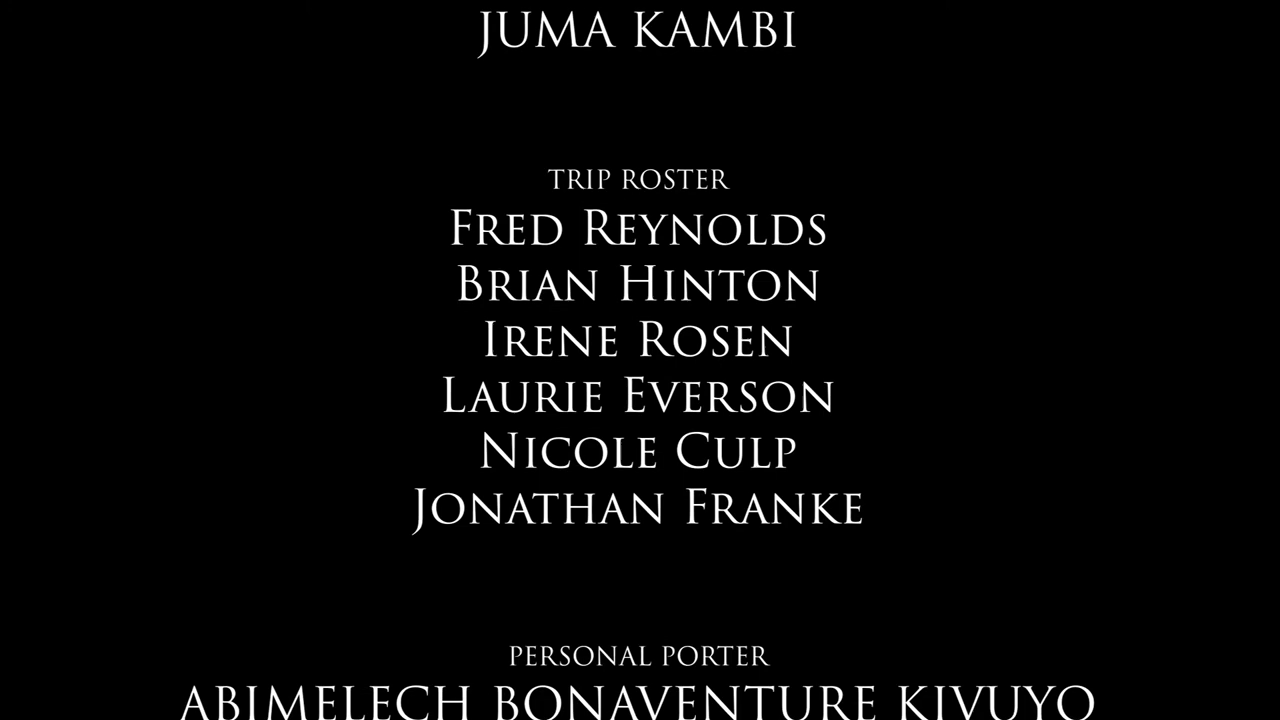 JUMA KAMBI
TRIP ROSTER
FRED REYNOLDS
BRIAN HINTON
IRENE ROSEN
LAURIE EVERSON
NICOLE CULP
JONATHAN FRANKE
PERSONAL PORTER
ABIMELECH BONAVENTURE KIVUYO